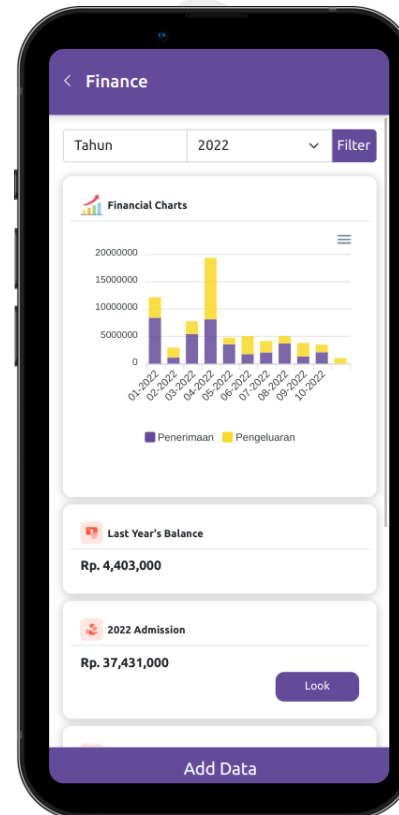 Finance
Tahun 2022 Filter
Financial Charts
20000000
15000000
10000000
5000000
0
01-2022 02-2022 03-2022 04-2022 05-2022 06-2022 07-2022 08-2022 09-2022 10-2022
Penerimaan Pengeluaran
Last Year's Balance
Rp. 4,403,000
2022 Admission
Rp. 37,431,000
Look
Add Data